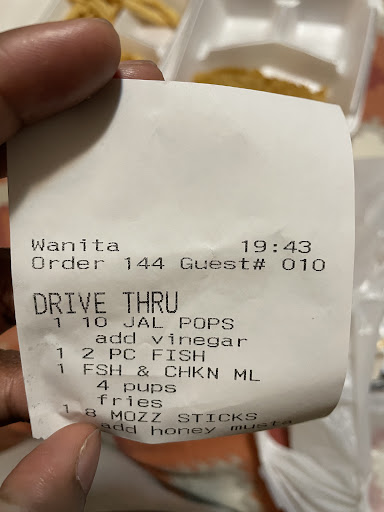 Wanita 19:43
Order 144 Guest# 010
DRIVE THRU
1 10 JAL POPS
add vinegar
1 2 PC FISH
1 FSH & CHKN ML
4 pups
fries
1 8 MOZZ STICKS
add honey musta